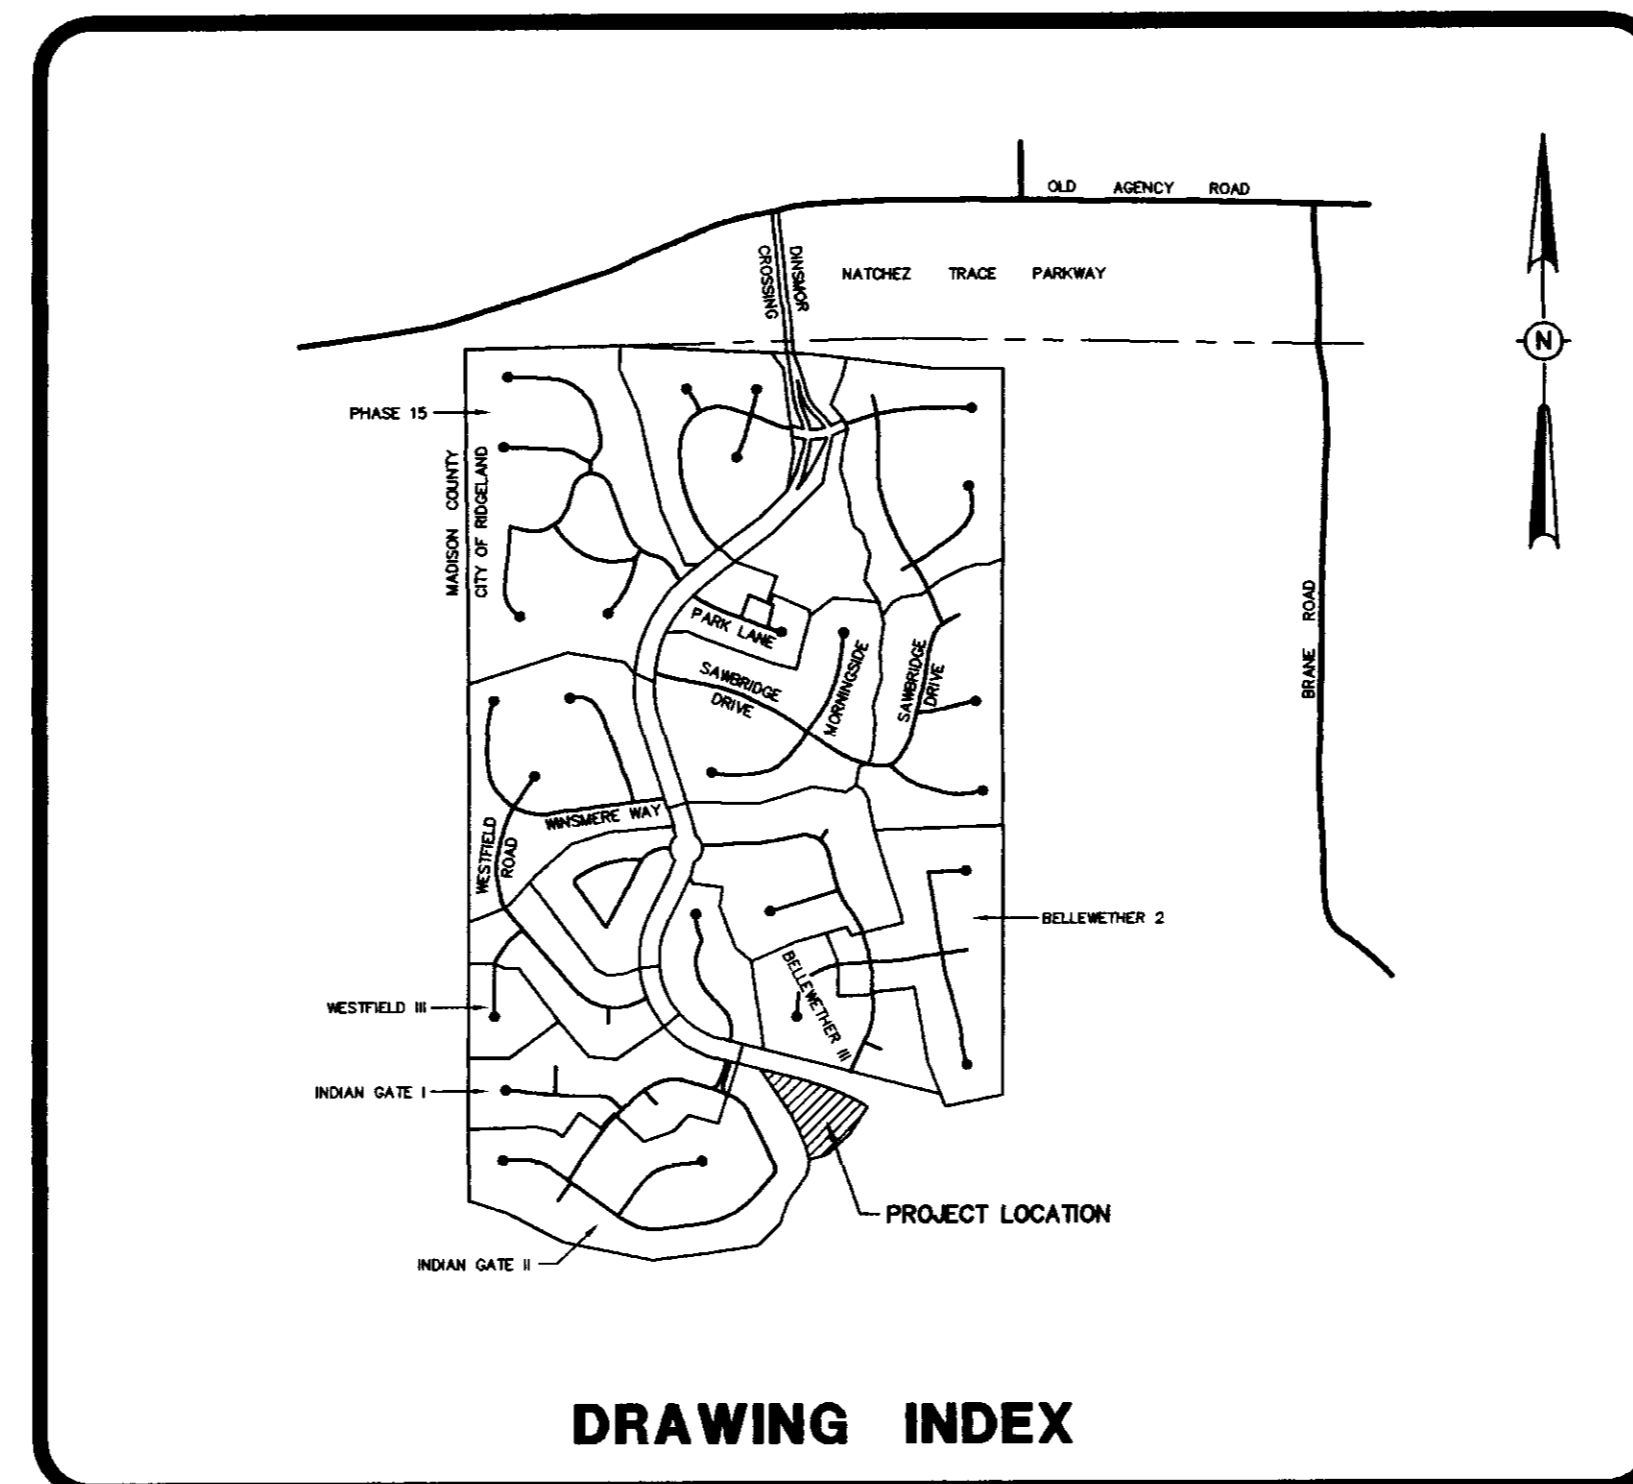 OLD AGENCY ROAD
DINSMOR
CROSSING
NATCHEZ TRACE PARKWAY
N
PHASE 15
MADISON COUNTY
CITY OF RIDGELAND
BRANE ROAD
PARK LANE
SAWBRIDGE
DRIVE
MORNINGSIDE
SAWBRIDGE
DRIVE
WINSMERE WAY
WESTFIELD
ROAD
BELLEWETHER 2
BELLEWETHER III
WESTFIELD III
INDIAN GATE I
PROJECT LOCATION
INDIAN GATE II
DRAWING INDEX